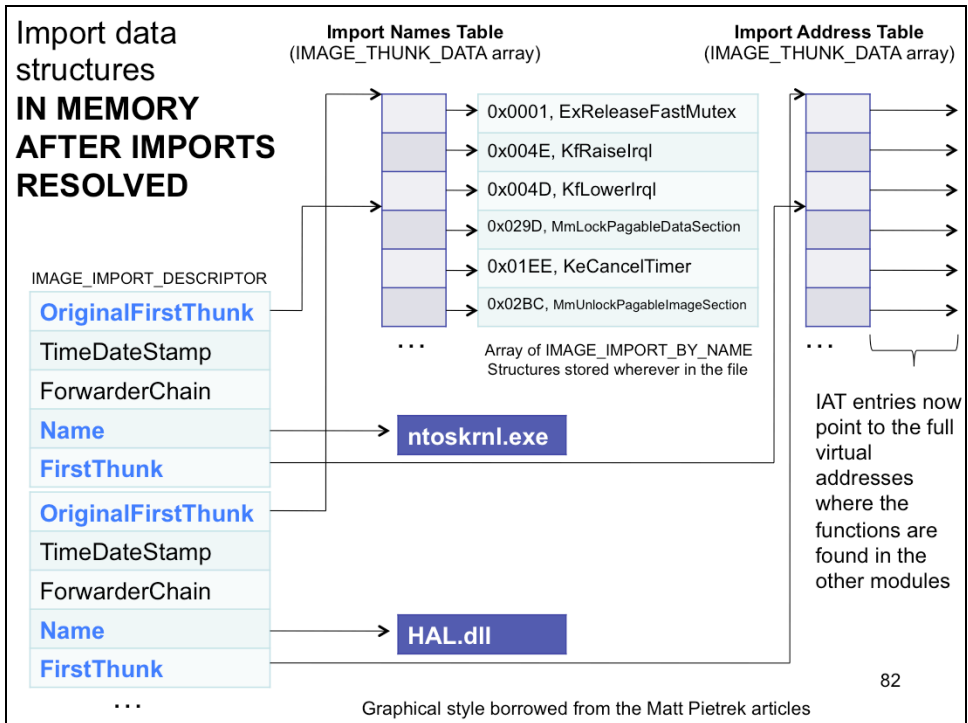 Import data
structures
IN MEMORY
AFTER IMPORTS
RESOLVED
Import Names Table
(IMAGE_THUNK_DATA array)
Import Address Table
(IMAGE_THUNK_DATA array)
0x0001, ExReleaseFastMutex
0x004E, KfRaiseIrql
0x004D, KfLowerIrql
0x029D, MmLockPagableDataSection
0x01EE, KeCancelTimer
0x02BC, MmUnlockPagableImageSection
...
Array of IMAGE_IMPORT_BY_NAME
Structures stored wherever in the file
...
IMAGE_IMPORT_DESCRIPTOR
OriginalFirstThunk
TimeDateStamp
ForwarderChain
Name
FirstThunk
OriginalFirstThunk
TimeDateStamp
ForwarderChain
Name
FirstThunk
...
ntoskrnl.exe
HAL.dll
IAT entries now
point to the full
virtual
addresses
where the
functions are
found in the
other modules
82
Graphical style borrowed from the Matt Pietrek articles